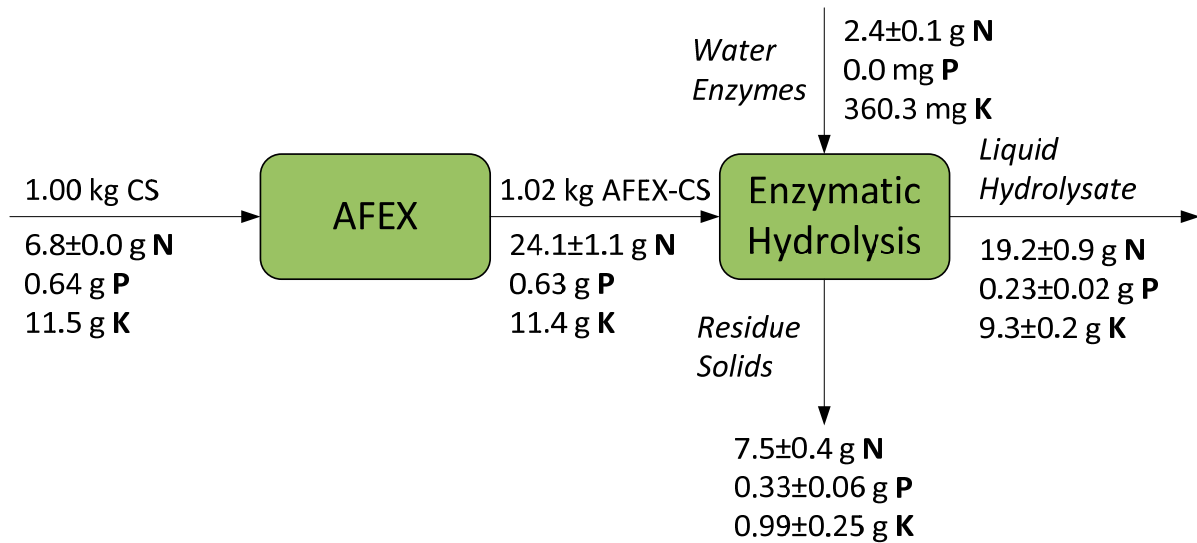 Water
Enzymes
2.4±0.1 g N
0.0 mg P
360.3 mg K
1.00 kg CS
6.8±0.0 g N
0.64 g P
11.5 g K
AFEX
1.02 kg AFEX-CS
24.1±1.1 g N
0.63 g P
11.4 g K
Enzymatic
Hydrolysis
Liquid
Hydrolysate
19.2±0.9 g N
0.23±0.02 g P
9.3±0.2 g K
Residue
Solids
7.5±0.4 g N
0.33±0.06 g P
0.99±0.25 g K